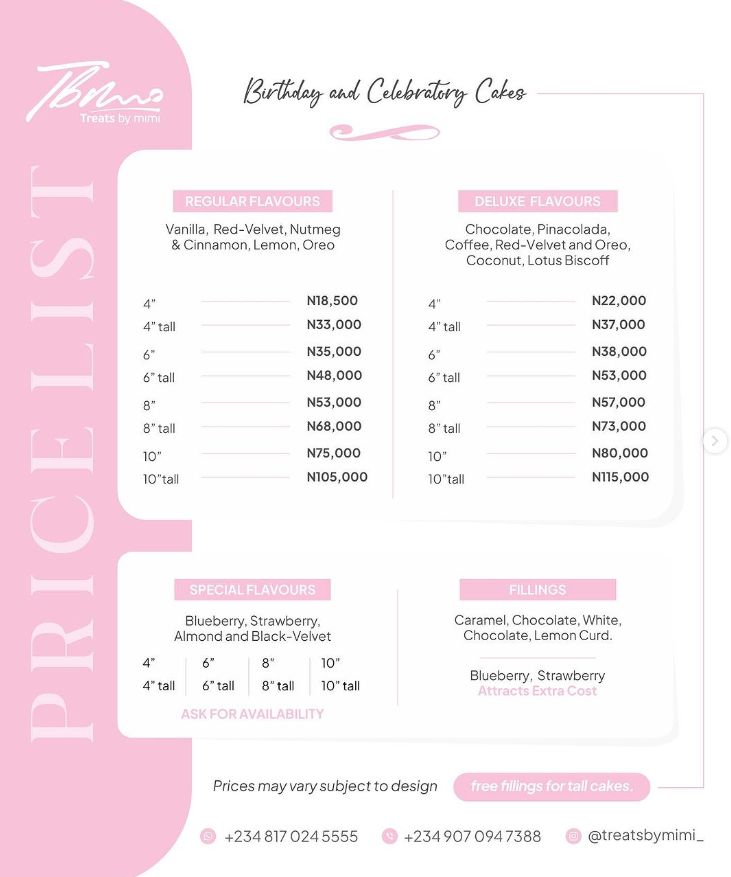 TBM
Treats by mimi
PRICELIST
Birthday and Celebratory Cakes
REGULAR FLAVOURS
Vanilla, Red-Velvet, Nutmeg
& Cinnamon, Lemon, Oreo
4” N18,500
4” tall N33,000
6” N35,000
6” tall N48,000
8” N53,000
8” tall N68,000
10” N75,000
10”tall N105,000
DELUXE FLAVOURS
Chocolate, Pinacolada,
Coffee, Red-Velvet and Oreo,
Coconut, Lotus Biscoff
4” N22,000
4” tall N37,000
6” N38,000
6” tall N53,000
8” N57,000
8” tall N73,000
10” N80,000
10”tall N115,000
SPECIAL FLAVOURS
Blueberry, Strawberry,
Almond and Black-Velvet
4” 6” 8” 10”
4” tall 6” tall 8” tall 10” tall
ASK FOR AVAILABILITY
FILLINGS
Caramel, Chocolate, White,
Chocolate, Lemon Curd.
Blueberry, Strawberry
Attracts Extra Cost
Prices may vary subject to design
free fillings for tall cakes.
+234 817 024 5555 +234 907 094 7388 @treatsbymimi_